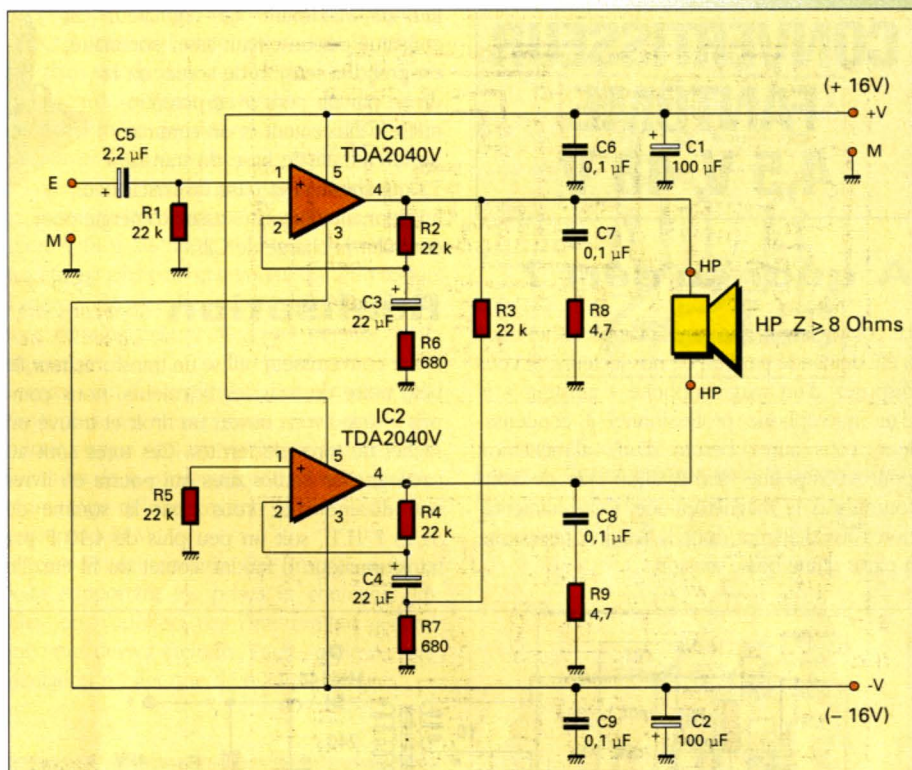 (+ 16V)
+V
M
IC1
TDA2040V
C5
2,2 µF
+
E
M
R1
22 k
1
+
2
-
5
4
3
C6
0,1 µF
+
C1
100 µF
R2
22 k
C7
0,1 µF
HP
+
C3
22 µF
R3
22 k
R8
4,7
HP Z ≥ 8 Ohms
R6
680
HP
IC2
TDA2040V
1
+
2
-
5
4
3
R5
22 k
R4
22 k
C8
0,1 µF
+
C4
22 µF
R9
4,7
R7
680
-V
(− 16V)
C9
0,1 µF
+
C2
100 µF